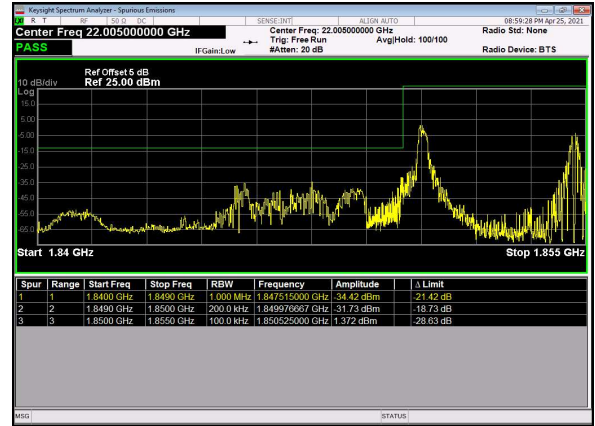 Keysight Spectrum Analyzer - Spurious Emissions
R T RF 50 Ω DC SENSE:INT ALIGN AUTO 08:59:28 PM Apr 25, 2021
Center Freq 22.005000000 GHz Center Freq: 22.005000000 GHz Radio Std: None
Trig: Free Run Avg|Hold: 100/100
PASS IFGain:Low #Atten: 20 dB Radio Device: BTS
Ref Offset 5 dB
10 dB/div Ref 25.00 dBm
Log
15.0
5.00
-5.00
-15.0
-25.0
-35.0
-45.0
-55.0
-65.0
Start 1.84 GHz Stop 1.855 GHz
Spur Range Start Freq Stop Freq RBW Frequency Amplitude Δ Limit
1 1 1.8400 GHz 1.8490 GHz 1.000 MHz 1.847515000 GHz -34.42 dBm -21.42 dB
2 2 1.8490 GHz 1.8500 GHz 200.0 kHz 1.849976667 GHz -31.73 dBm -18.73 dB
3 3 1.8500 GHz 1.8550 GHz 100.0 kHz 1.850525000 GHz 1.372 dBm -28.63 dB
MSG STATUS